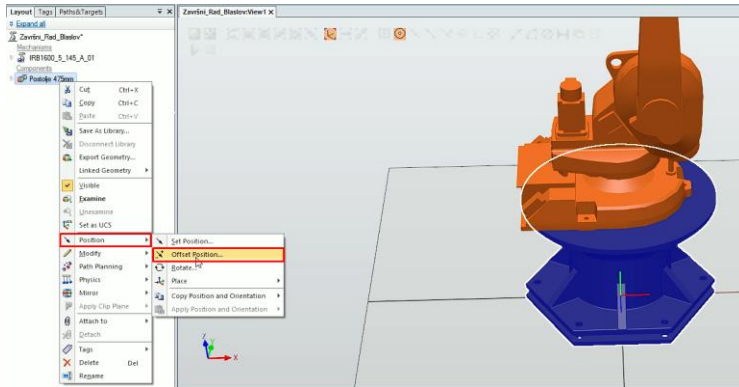 Layout Tags Paths&Targets
Završni_Rad_Blaslov:View1 X
Expand all
Završni_Rad_Blaslov*
Mechanisms
IRB1600_5_145_A_01
Components
Postolje 475mm
Cut Ctrl+X
Copy Ctrl+C
Paste Ctrl+V
Save As Library...
Disconnect Library
Export Geometry...
Linked Geometry
Visible
Examine
Unexamine
Set as UCS
Position
Set Position...
Modify
Offset Position...
Path Planning
Rotate...
Physics
Place
Mirror
Copy Position and Orientation
Apply Clip Plane
Apply Position and Orientation
Attach to
Detach
Tags
Delete Del
Rename
Z
Y
X